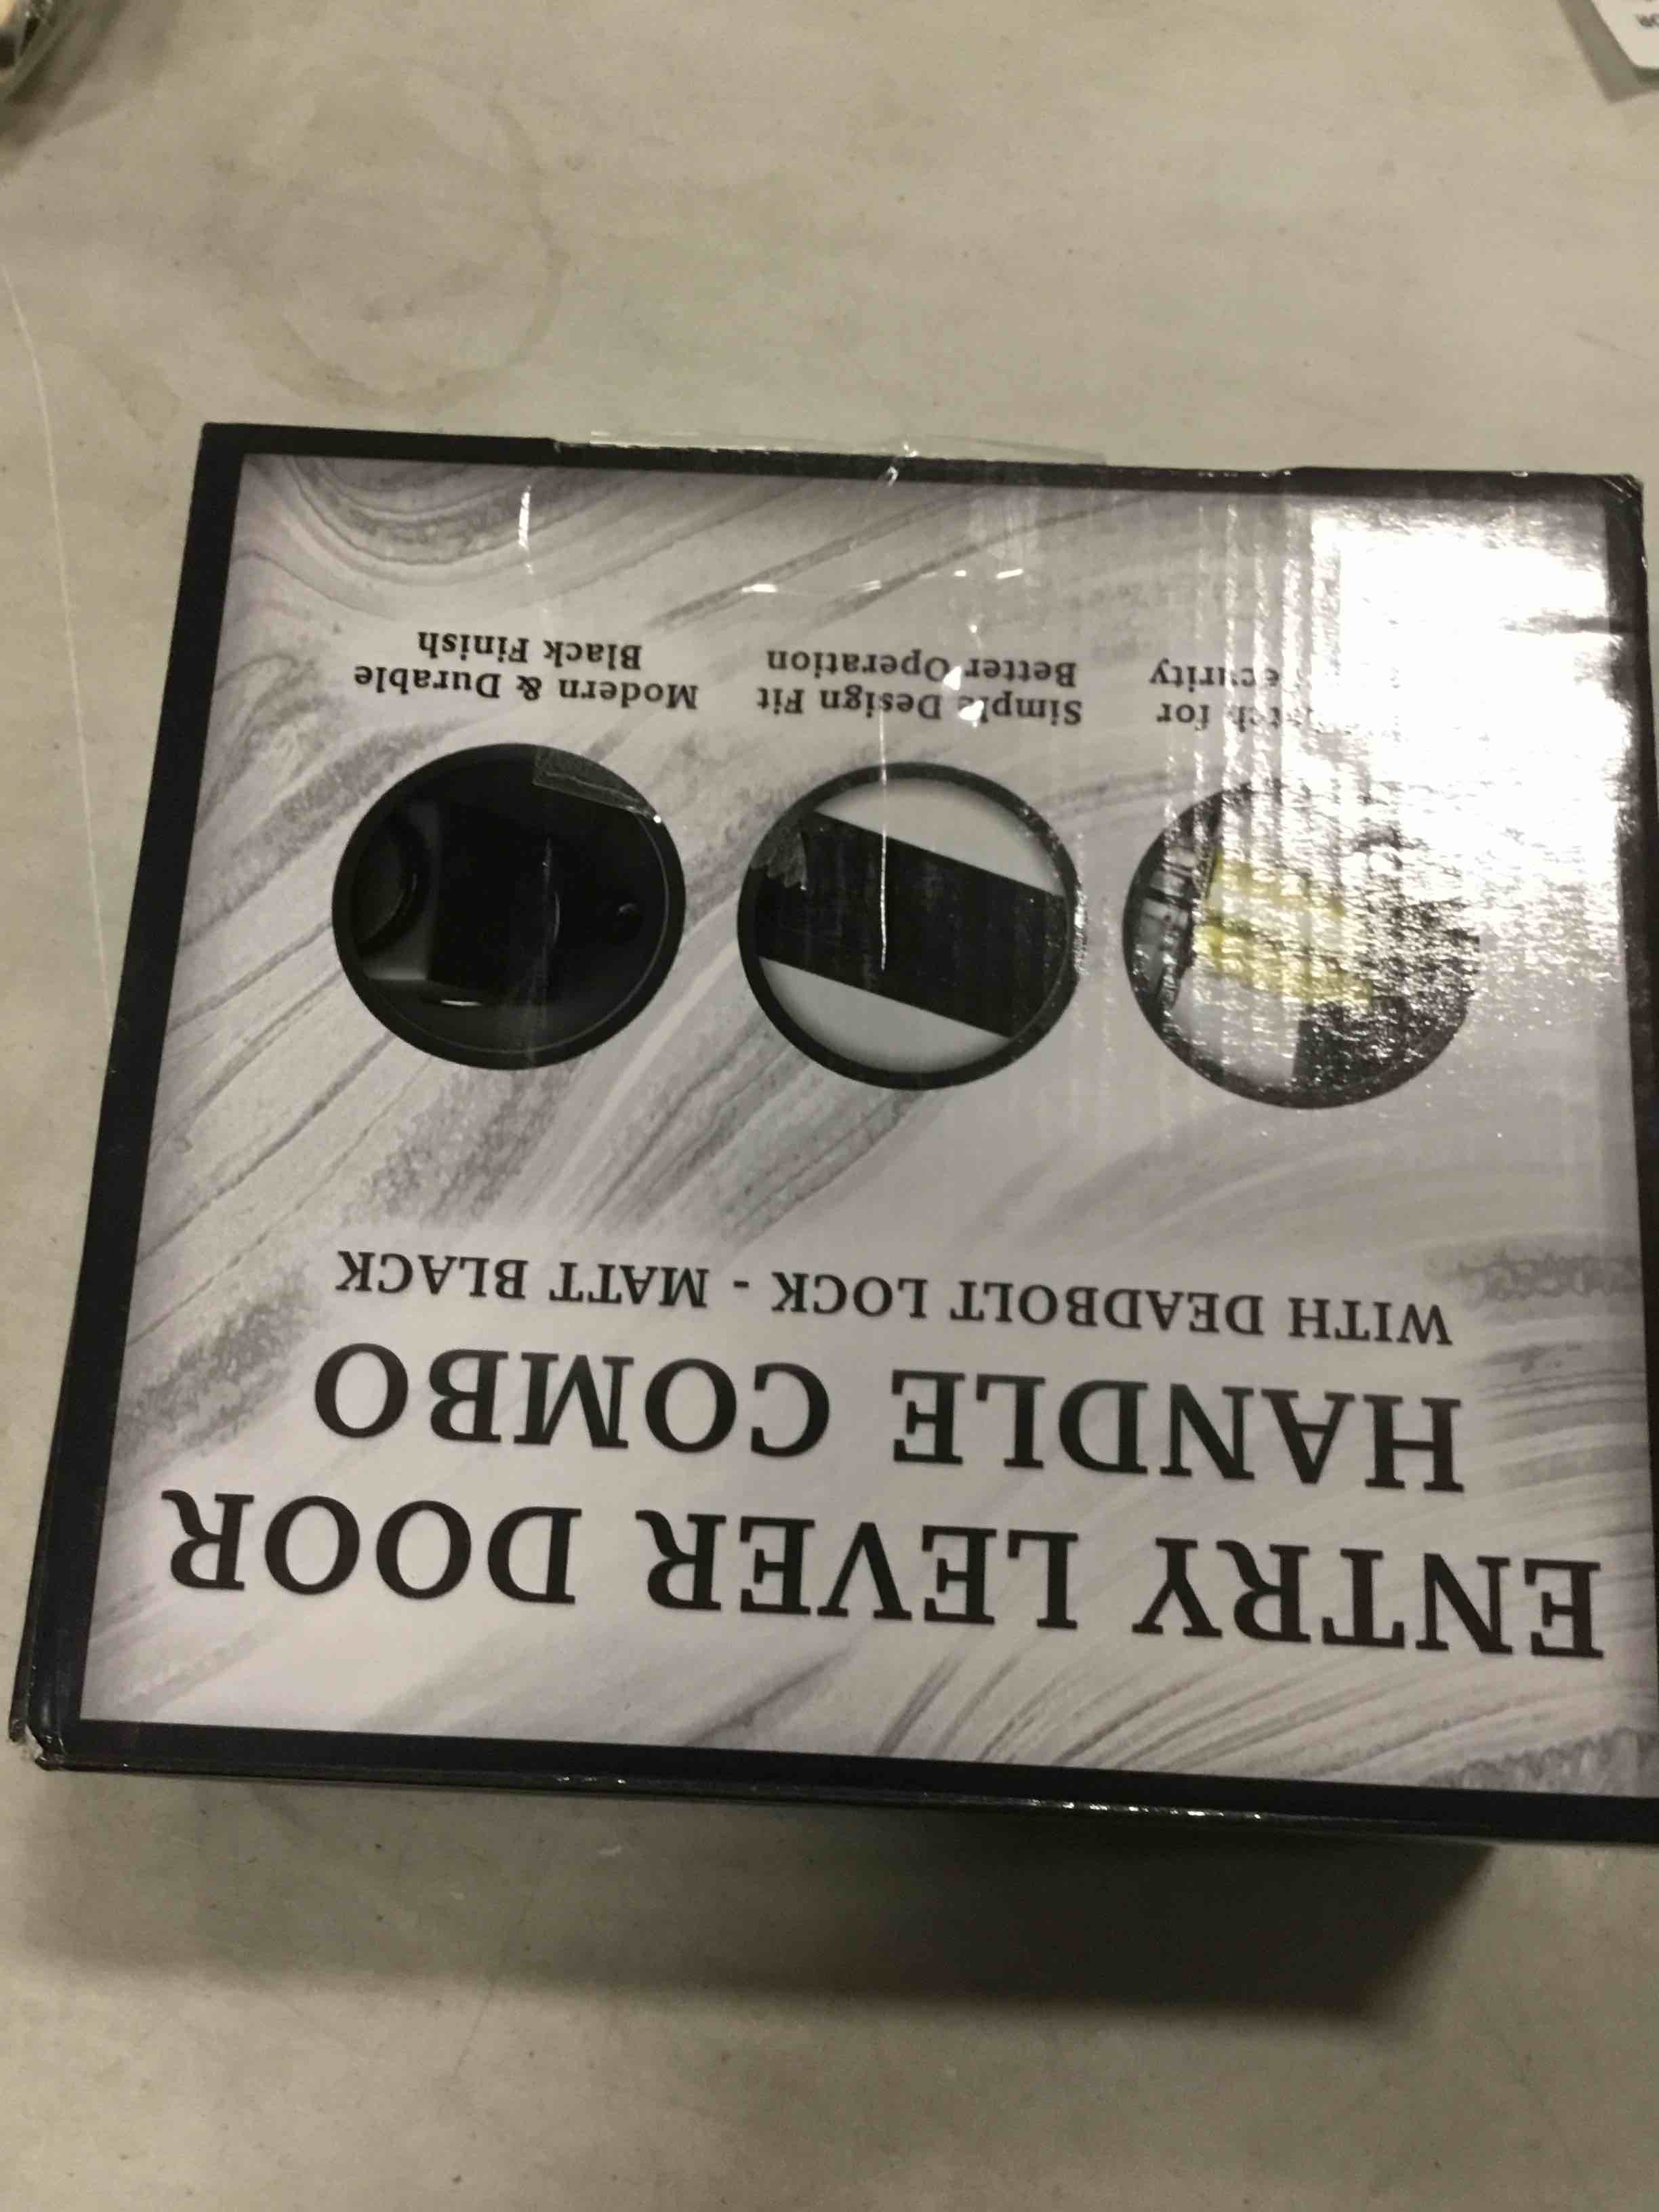 ENTRY LEVER DOOR
HANDLE COMBO
WITH DEADBOLT LOCK - MATT BLACK
for
Simple Design Fit
Better Operation
Modern & Durable
Black Finish